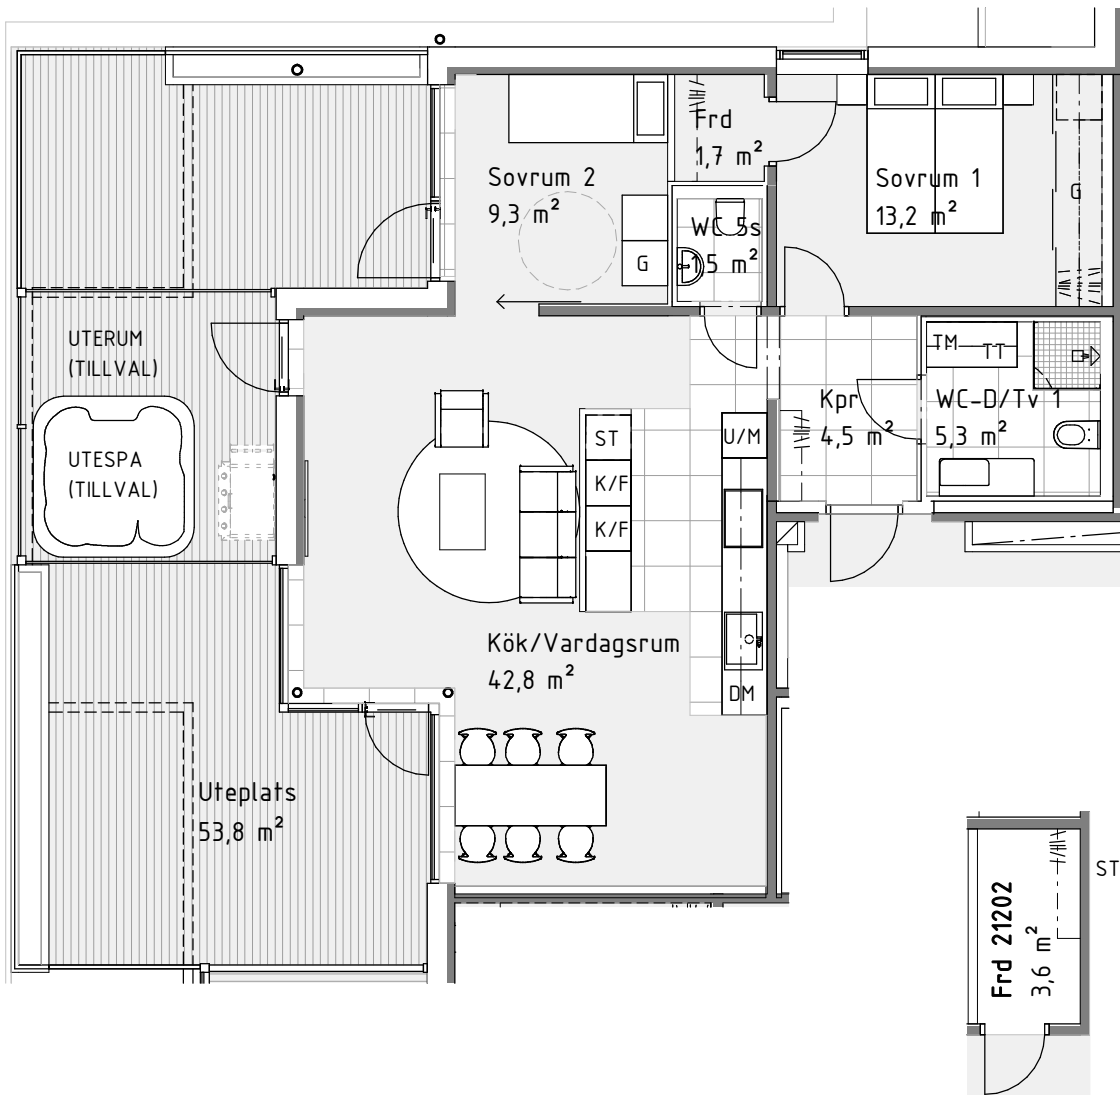 Frd
1,7 m²
Sovrum 2
9,3 m²
Sovrum 1
13,2 m²
G
WC 5s
1,5 m²
G
UTERUM
(TILLVAL)
TM
TT
Kpr
4,5 m²
WC-D/Tv 1
5,3 m²
ST
U/M
UTESPA
(TILLVAL)
K/F
K/F
Kök/Vardagsrum
42,8 m²
DM
Uteplats
53,8 m²
ST
Frd 21202
3,6 m²